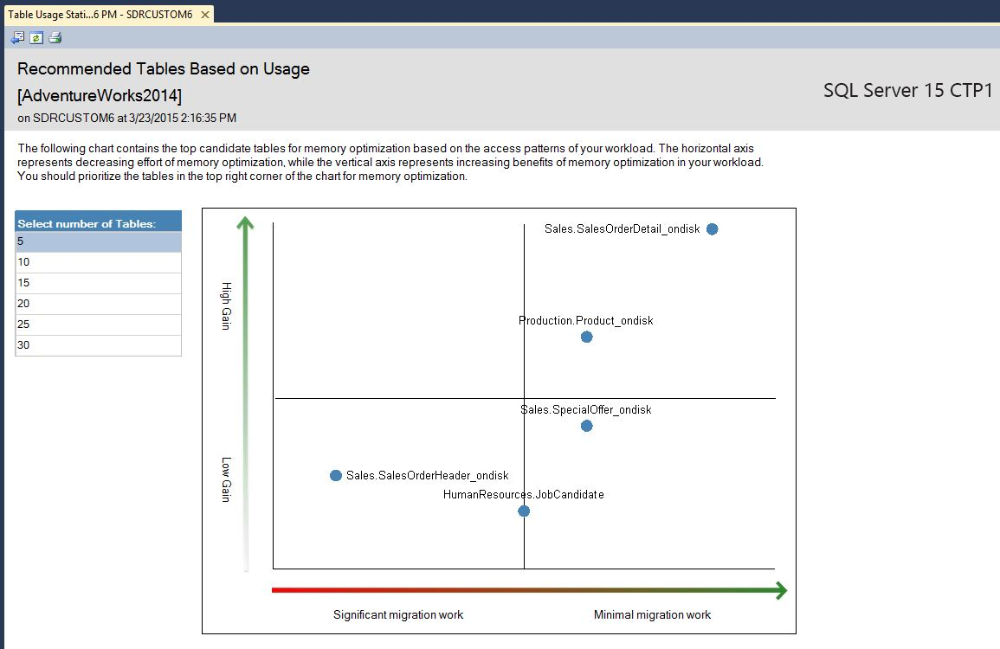 Table Usage Stati...6 PM - SDRCUSTOM6
Recommended Tables Based on Usage
[AdventureWorks2014]
on SDRCUSTOM6 at 3/23/2015 2:16:35 PM
SQL Server 15 CTP1
The following chart contains the top candidate tables for memory optimization based on the access patterns of your workload. The horizontal axis
represents decreasing effort of memory optimization, while the vertical axis represents increasing benefits of memory optimization in your workload.
You should prioritize the tables in the top right corner of the chart for memory optimization.
Select number of Tables:
5
10
15
20
25
30
High Gain
Low Gain
Sales.SalesOrderDetail_ondisk
Production.Product_ondisk
Sales.SpecialOffer_ondisk
Sales.SalesOrderHeader_ondisk
HumanResources.JobCandidate
Significant migration work
Minimal migration work